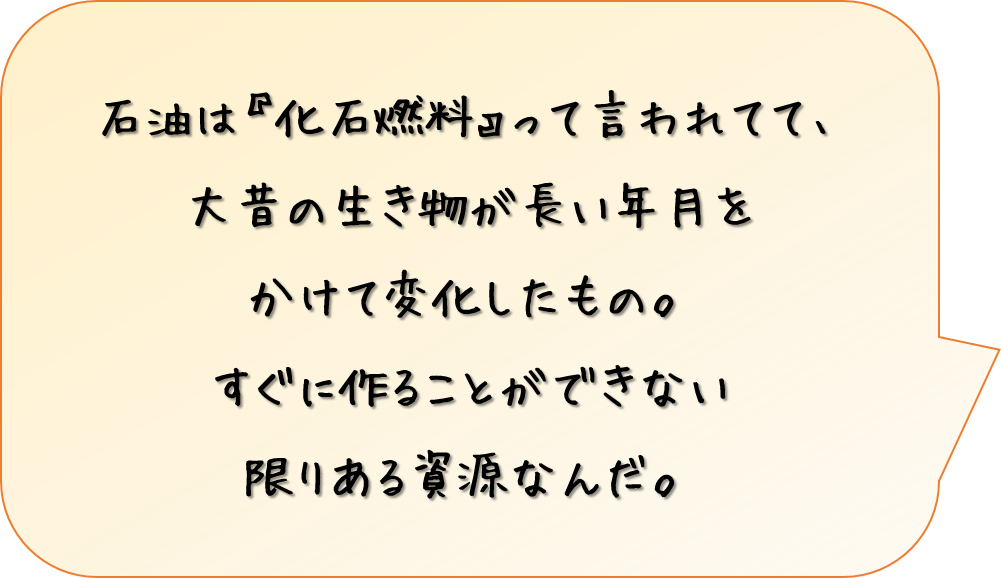 石油は『化石燃料』って言われてて、
大昔の生き物が長い年月を
かけて変化したもの。
すぐに作ることができない
限りある資源なんだ。